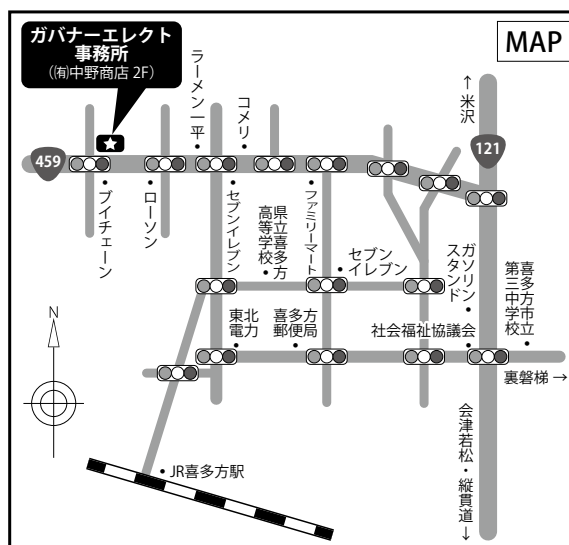 ガバナーエレクト
事務所
（㈲中野商店 2F）
MAP
ラーメン一平
コメリ
↑米沢
459
121
ブイチェーン
ローソン
セブンイレブン
県立喜多方
高等学校
ファミリーマート
セブン
イレブン
ガソリン
スタンド
喜多方市立
第三中学校
東北
電力
喜多方
郵便局
社会福祉協議会
裏磐梯→
N
JR喜多方駅
会津若松・縦貫道→